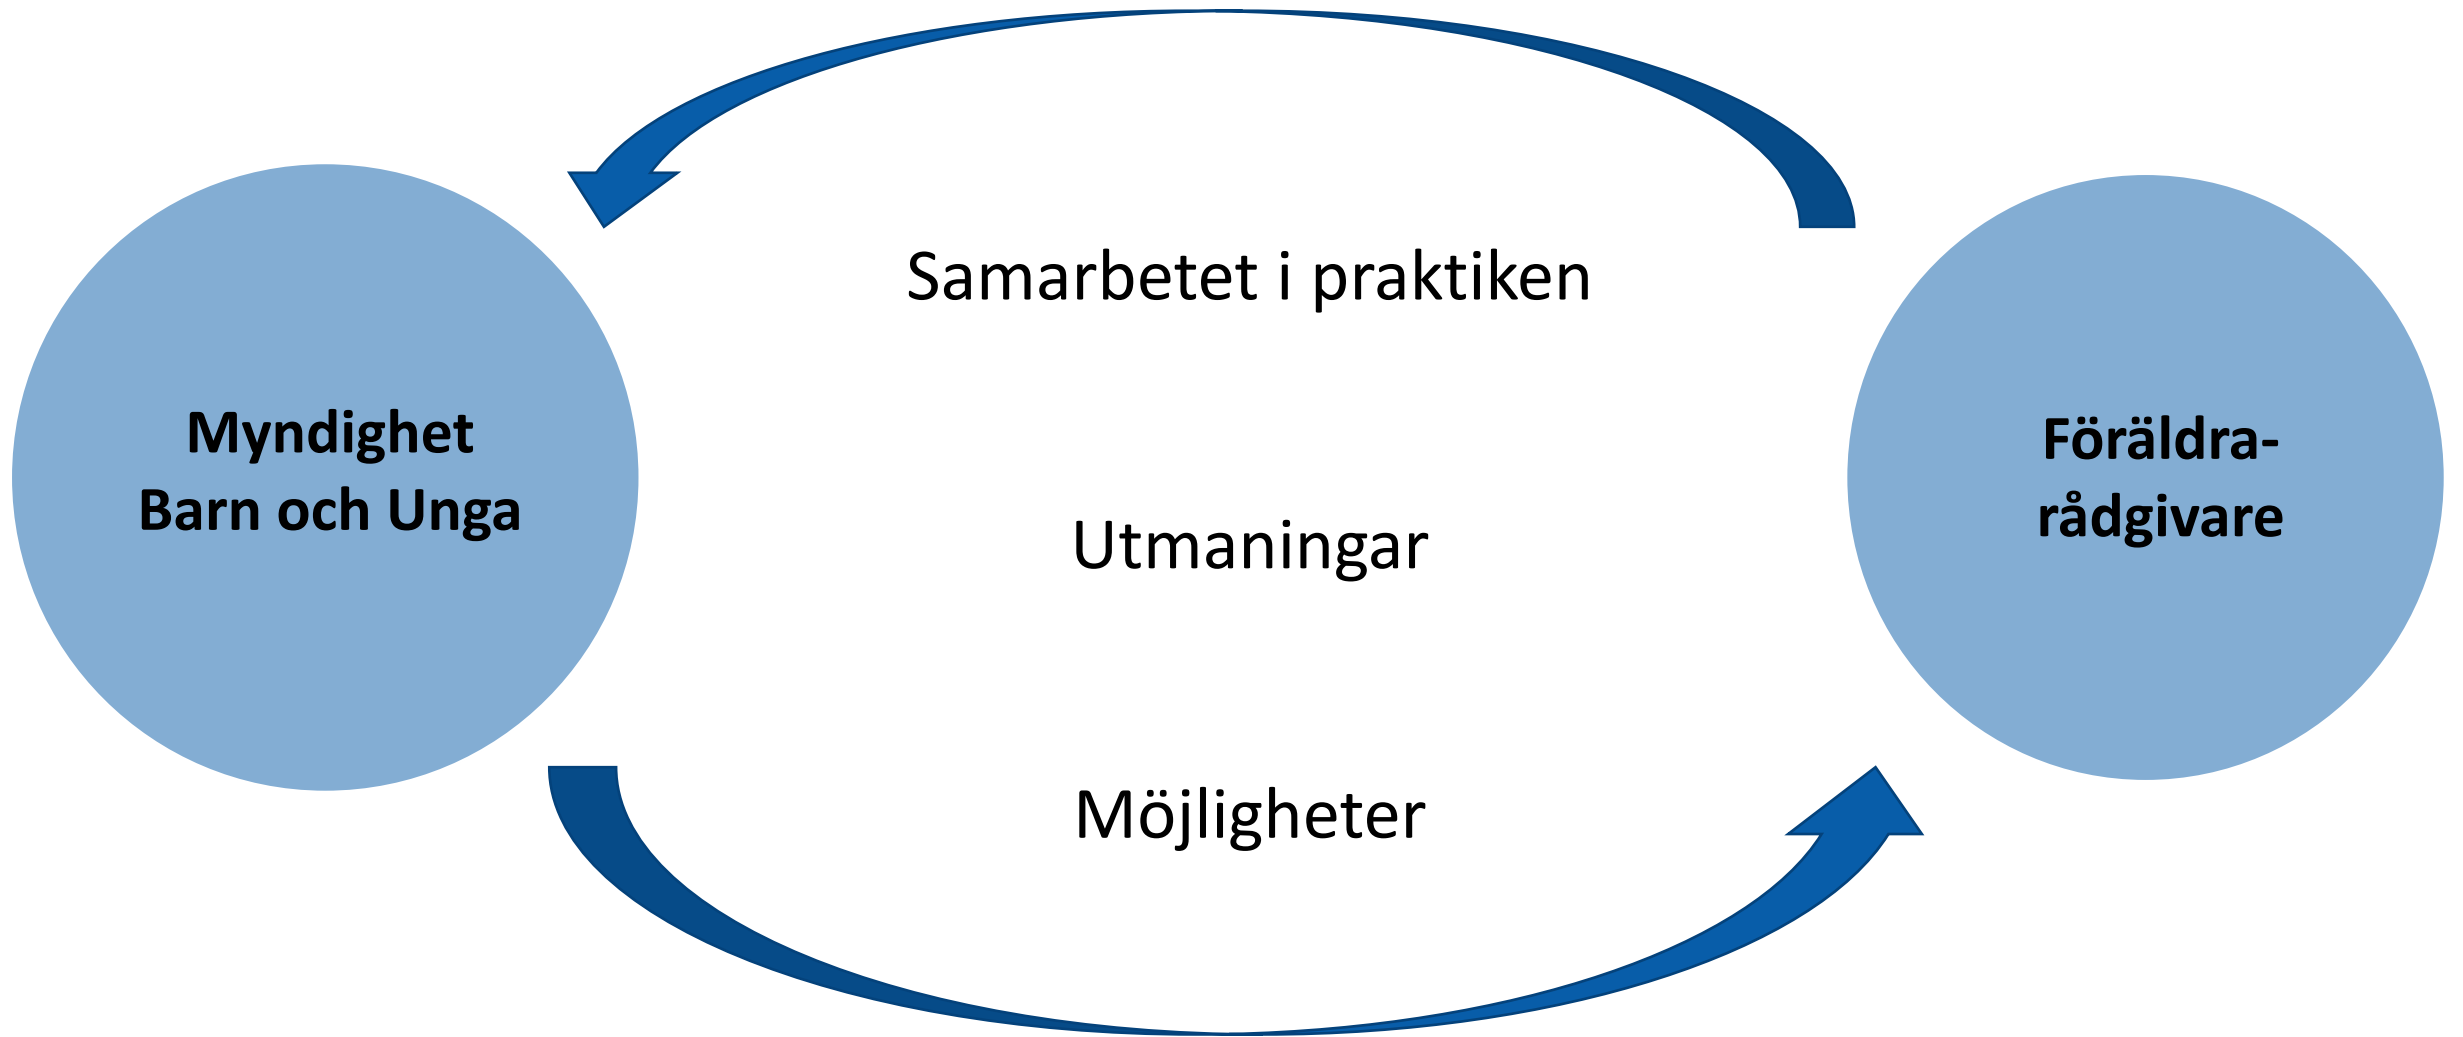 Samarbetet i praktiken
Myndighet
Barn och Unga
Föräldra-
rådgivare
Utmaningar
Möjligheter